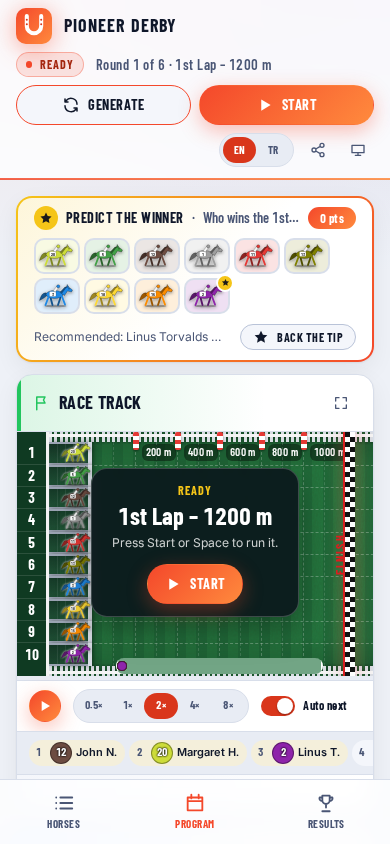 PIONEER DERBY
READY Round 1 of 6 · 1st Lap – 1200 m
GENERATE START
EN TR
PREDICT THE WINNER · Who wins the 1st... 0 pts
Recommended: Linus Torvalds ... BACK THE TIP
RACE TRACK
200 m 400 m 600 m 800 m 1000 m
1
2
3
4
5
6
7
8
9
10
READY
1st Lap – 1200 m
Press Start or Space to run it.
START
0.5× 1× 2× 4× 8× Auto next
1 12 John N. 2 20 Margaret H. 3 2 Linus T. 4
HORSES PROGRAM RESULTS